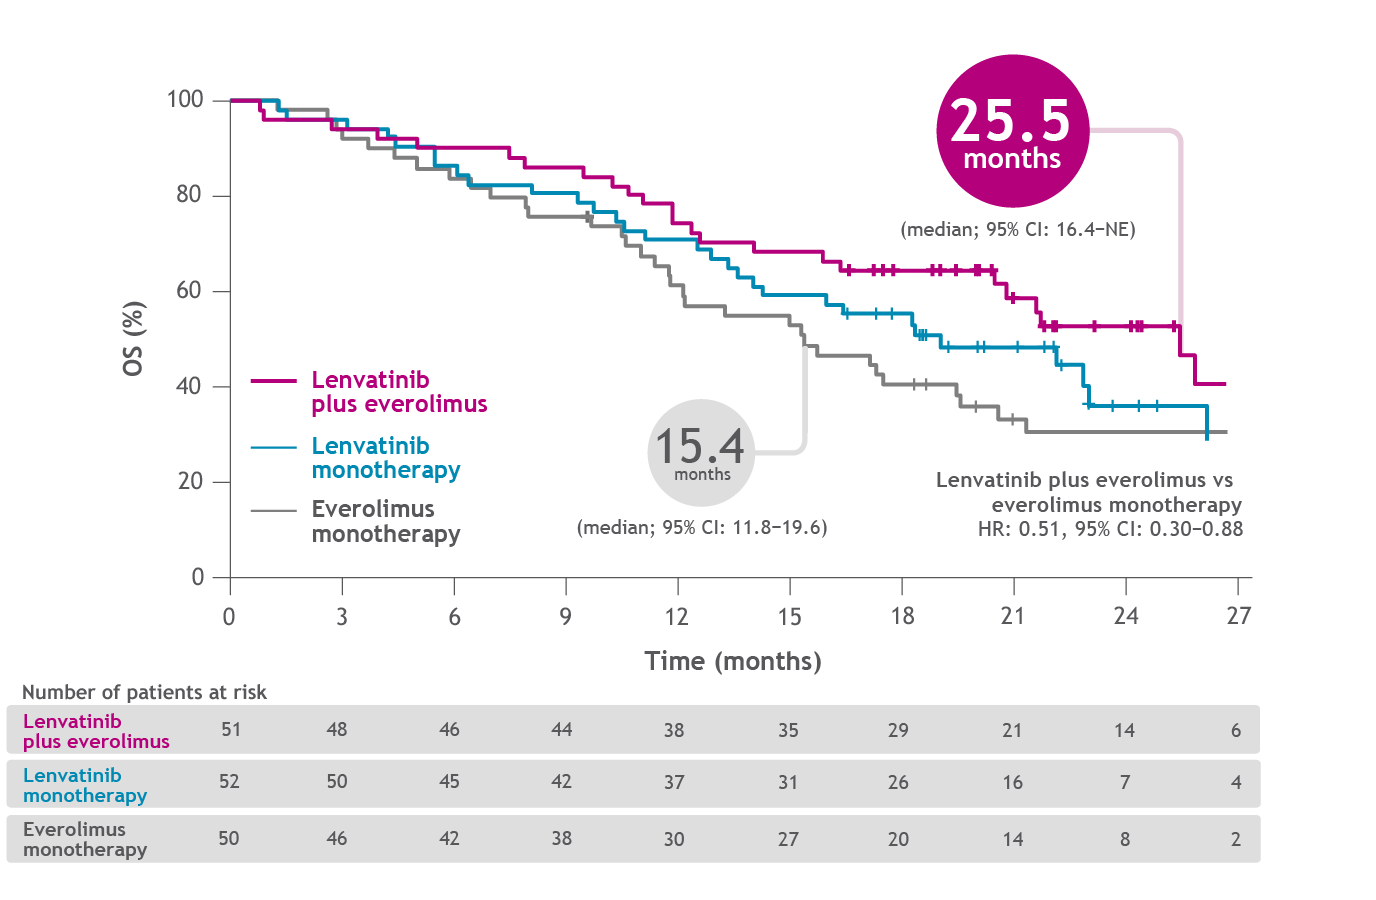 25.5
months
(median; 95% CI: 16.4–NE)
100
80
60
40
20
0
OS (%)
Lenvatinib
plus everolimus
Lenvatinib
monotherapy
Everolimus
monotherapy
15.4
months
(median; 95% CI: 11.8–19.6)
Lenvatinib plus everolimus vs
everolimus monotherapy
HR: 0.51, 95% CI: 0.30–0.88
0 3 6 9 12 15 18 21 24 27
Time (months)
Number of patients at risk
Lenvatinib
plus everolimus
51 48 46 44 38 35 29 21 14 6
Lenvatinib
monotherapy
52 50 45 42 37 31 26 16 7 4
Everolimus
monotherapy
50 46 42 38 30 27 20 14 8 2